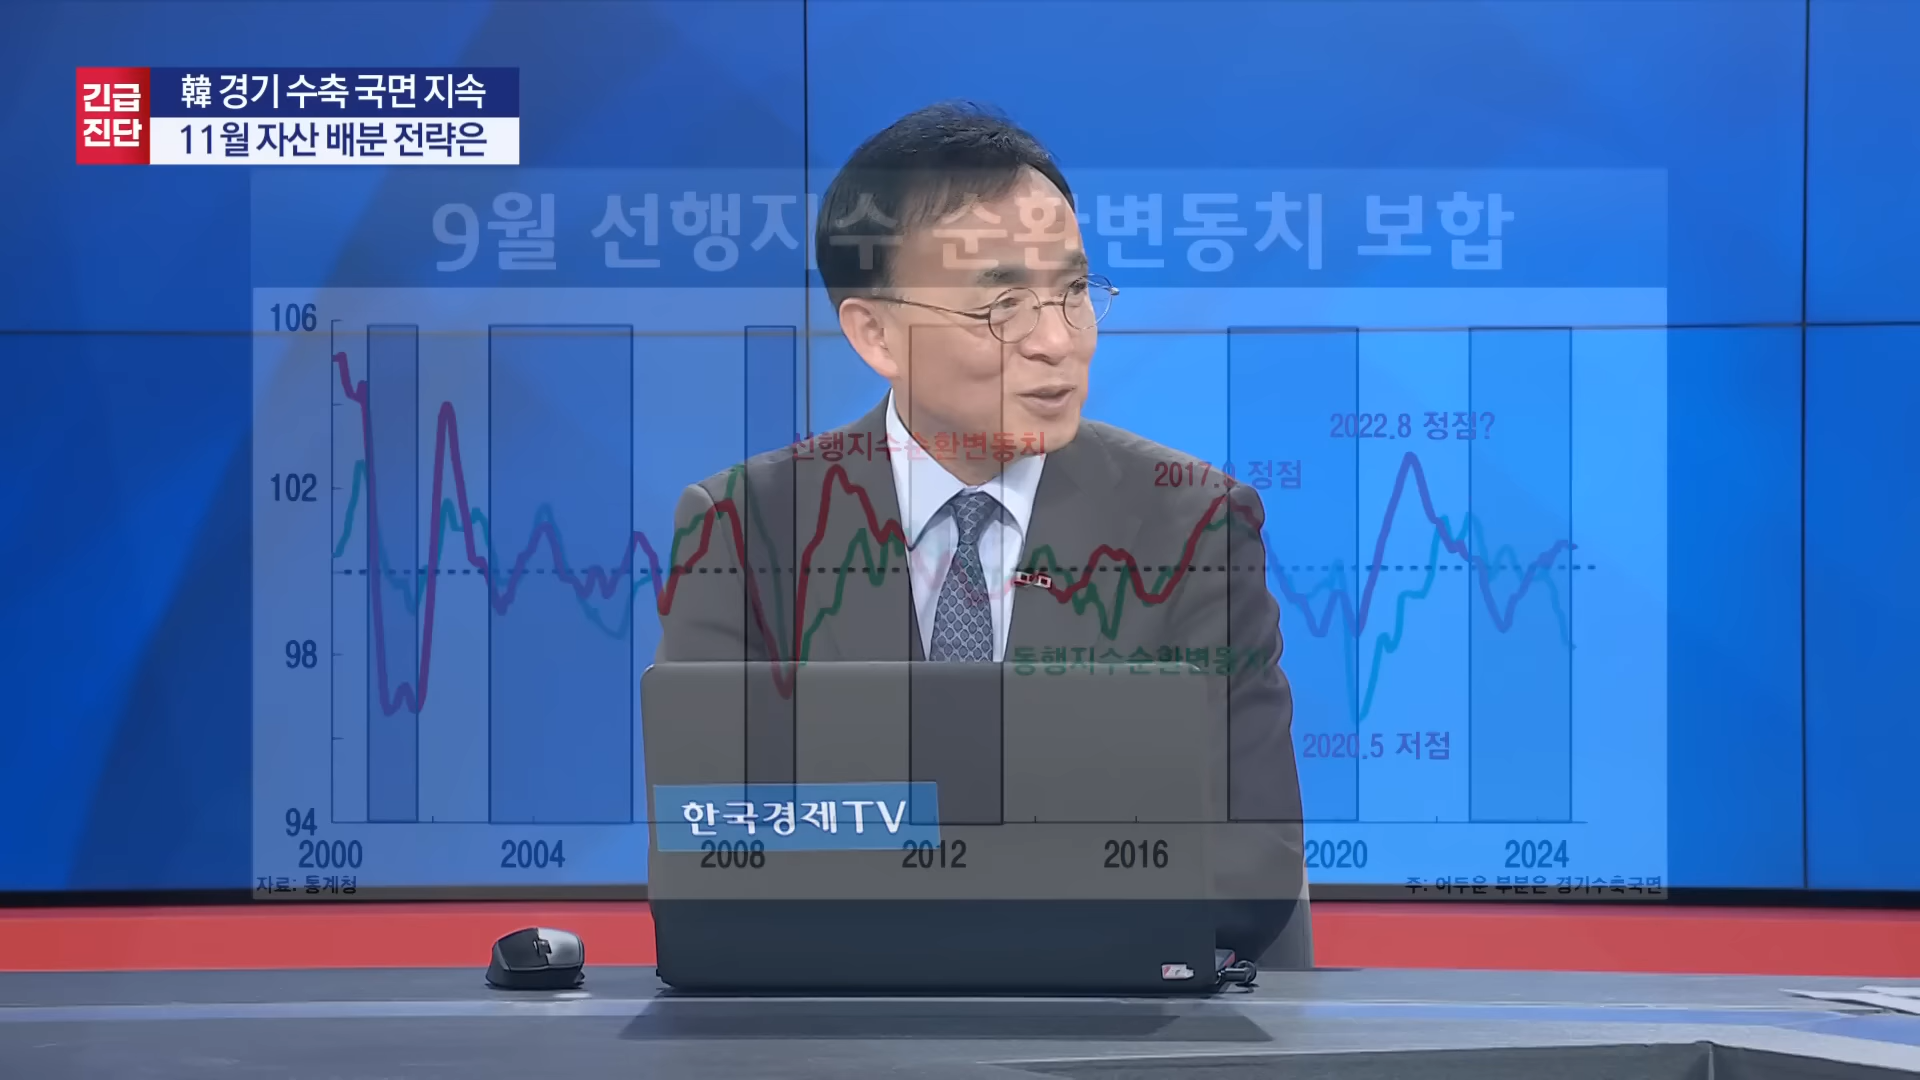 긴급
진단
韓 경기 수축 국면 지속
11월 자산 배분 전략은
9월 선행지수 순환변동치 보합
106
102
98
94
선행지수순환변동치
2017.9 정점
2022.8 정점?
동행지수순환변동치
2020.5 저점
한국경제TV
2000 2004 2008 2012 2016 2020 2024
자료: 통계청
주: 어두운 부분은 경기수축국면